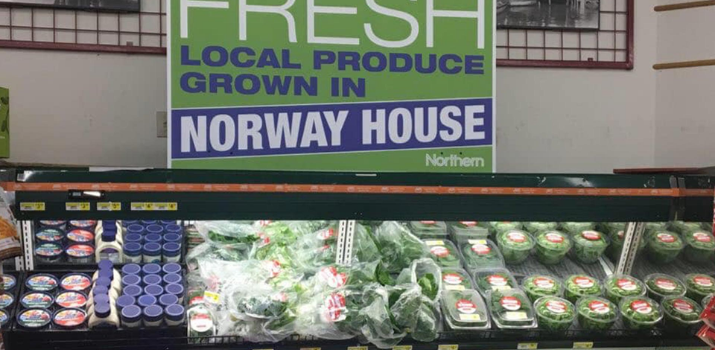 FRESH
LOCAL PRODUCE
GROWN IN
NORWAY HOUSE
Northern